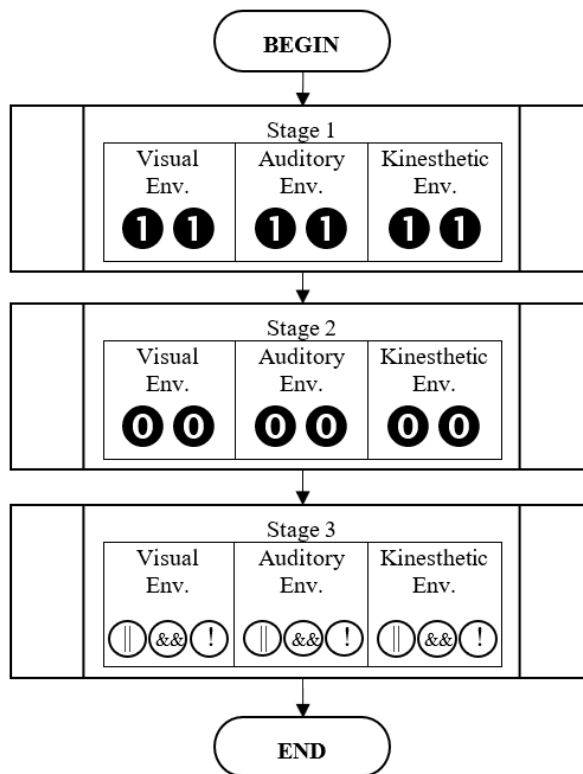 BEGIN
Stage 1
Visual Env. Auditory Env. Kinesthetic Env.
1 1 1 1 1 1
Stage 2
Visual Env. Auditory Env. Kinesthetic Env.
0 0 0 0 0 0
Stage 3
Visual Env. Auditory Env. Kinesthetic Env.
|| && ! || && ! || && !
END